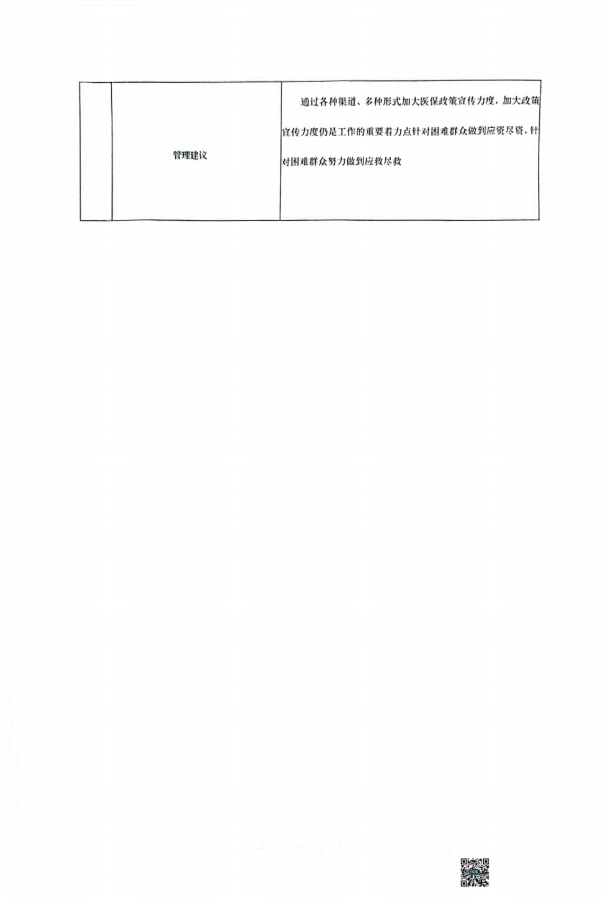 通过各种渠道、多种形式加大医保政策宣传力度，加大政策
宣传力度仍是工作的重要着力点针对困难群众做到应资尽资，针
管理建议
对困难群众努力做到应救尽救